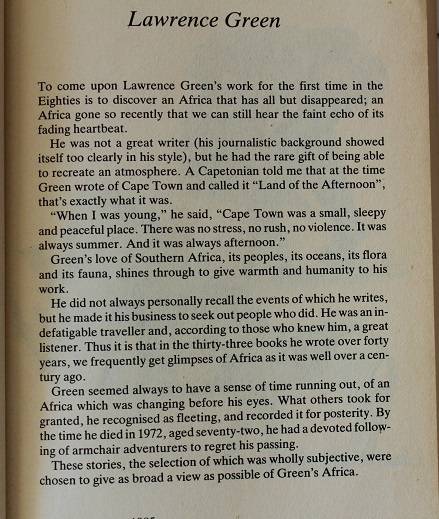 Lawrence Green
To come upon Lawrence Green's work for the first time in the
Eighties is to discover an Africa that has all but disappeared; an
Africa gone so recently that we can still hear the faint echo of its
fading heartbeat.
He was not a great writer (his journalistic background showed
itself too clearly in his style), but he had the rare gift of being able
to recreate an atmosphere. A Capetonian told me that at the time
Green wrote of Cape Town and called it "Land of the Afternoon",
that's exactly what it was.
"When I was young," he said, "Cape Town was a small, sleepy
and peaceful place. There was no stress, no rush, no violence. It was
always summer. And it was always afternoon."
Green's love of Southern Africa, its peoples, its oceans, its flora
and its fauna, shines through to give warmth and humanity to his
work.
He did not always personally recall the events of which he writes,
but he made it his business to seek out people who did. He was an in-
defatigable traveller and, according to those who knew him, a great
listener. Thus it is that in the thirty-three books he wrote over forty
years, we frequently get glimpses of Africa as it was well over a cen-
tury ago.
Green seemed always to have a sense of time running out, of an
Africa which was changing before his eyes. What others took for
granted, he recognised as fleeting, and recorded it for posterity. By
the time he died in 1972, aged seventy-two, he had a devoted follow-
ing of armchair adventurers to regret his passing.
These stories, the selection of which was wholly subjective, were
chosen to give as broad a view as possible of Green's Africa.